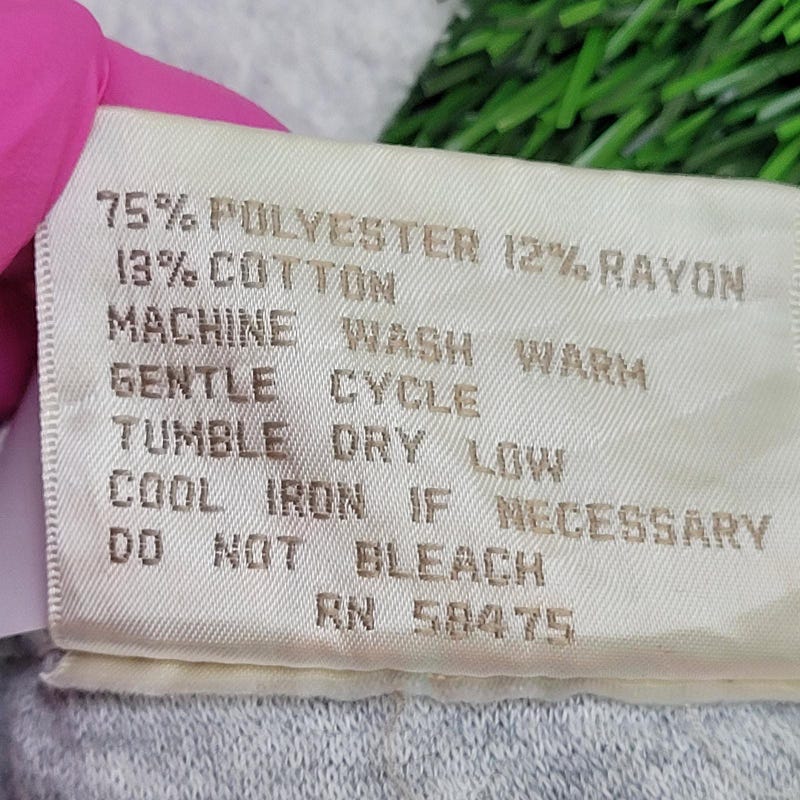 75% POLYESTER 12% RAYON
13% COTTON
MACHINE WASH WARM
GENTLE CYCLE
TUMBLE DRY LOW
COOL IRON IF NECESSARY
DO NOT BLEACH
RN 58475